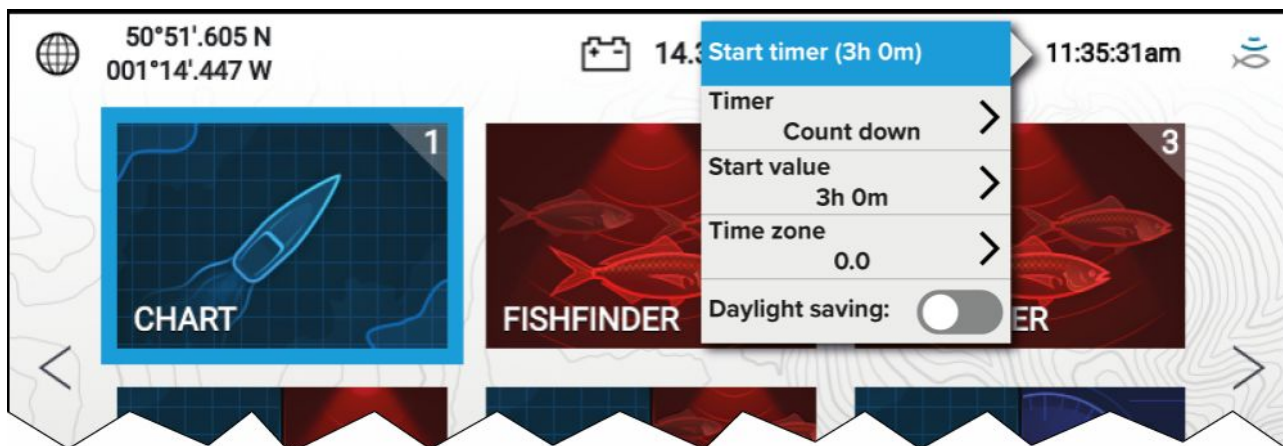 50°51'.605 N
001°14'.447 W
14.3
11:35:31am
Start timer (3h 0m)
Timer
Count down
Start value
3h 0m
Time zone
0.0
Daylight saving:
1
CHART
FISHFINDER
3
ER